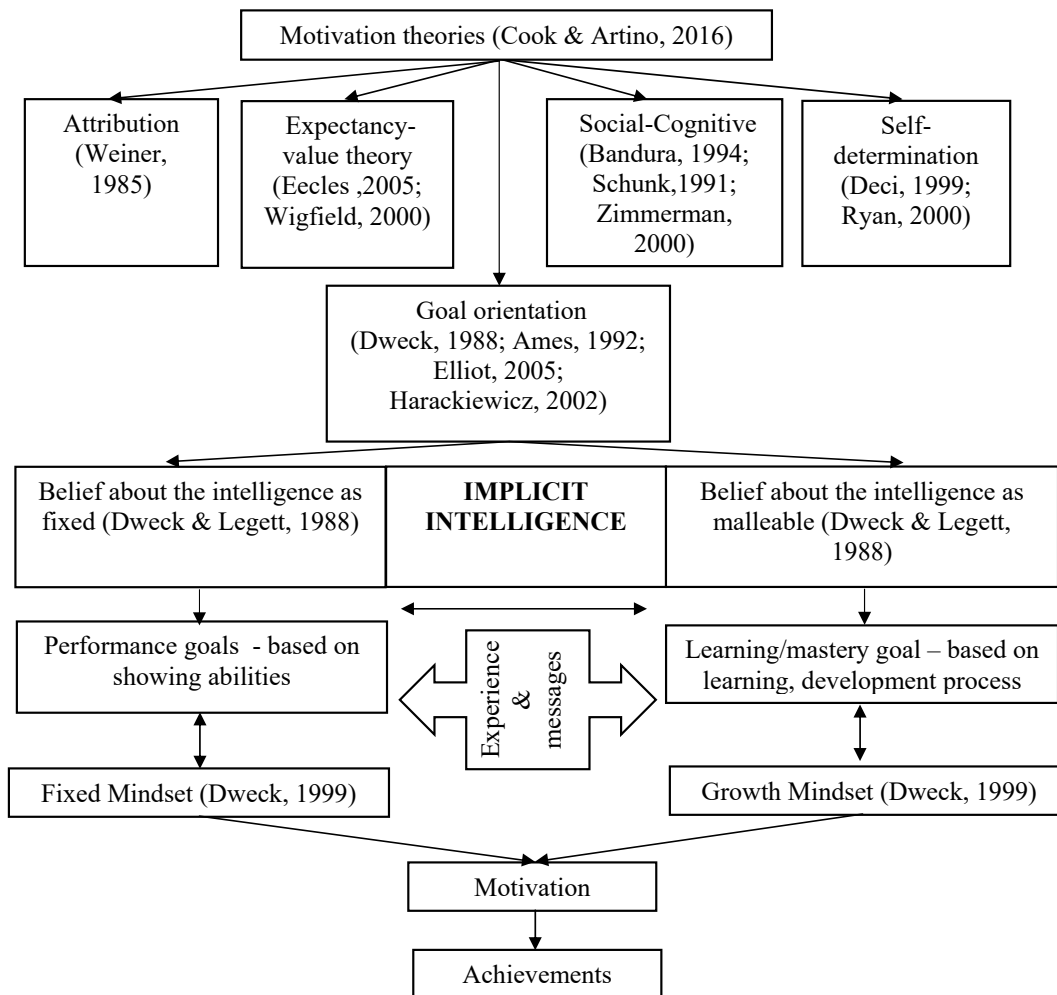 Motivation theories (Cook & Artino, 2016)
Attribution
(Weiner,
1985)
Expectancy-
value theory
(Eecles ,2005;
Wigfield, 2000)
Social-Cognitive
(Bandura, 1994;
Schunk,1991;
Zimmerman,
2000)
Self-
determination
(Deci, 1999;
Ryan, 2000)
Goal orientation
(Dweck, 1988; Ames, 1992;
Elliot, 2005;
Harackiewicz, 2002)
Belief about the intelligence as
fixed (Dweck & Legett, 1988)
IMPLICIT
INTELLIGENCE
Belief about the intelligence as
malleable (Dweck & Legett,
1988)
Performance goals  - based on
showing abilities
Experience
&
messages
Learning/mastery goal – based on
learning, development process
Fixed Mindset (Dweck, 1999)
Growth Mindset (Dweck, 1999)
Motivation
Achievements